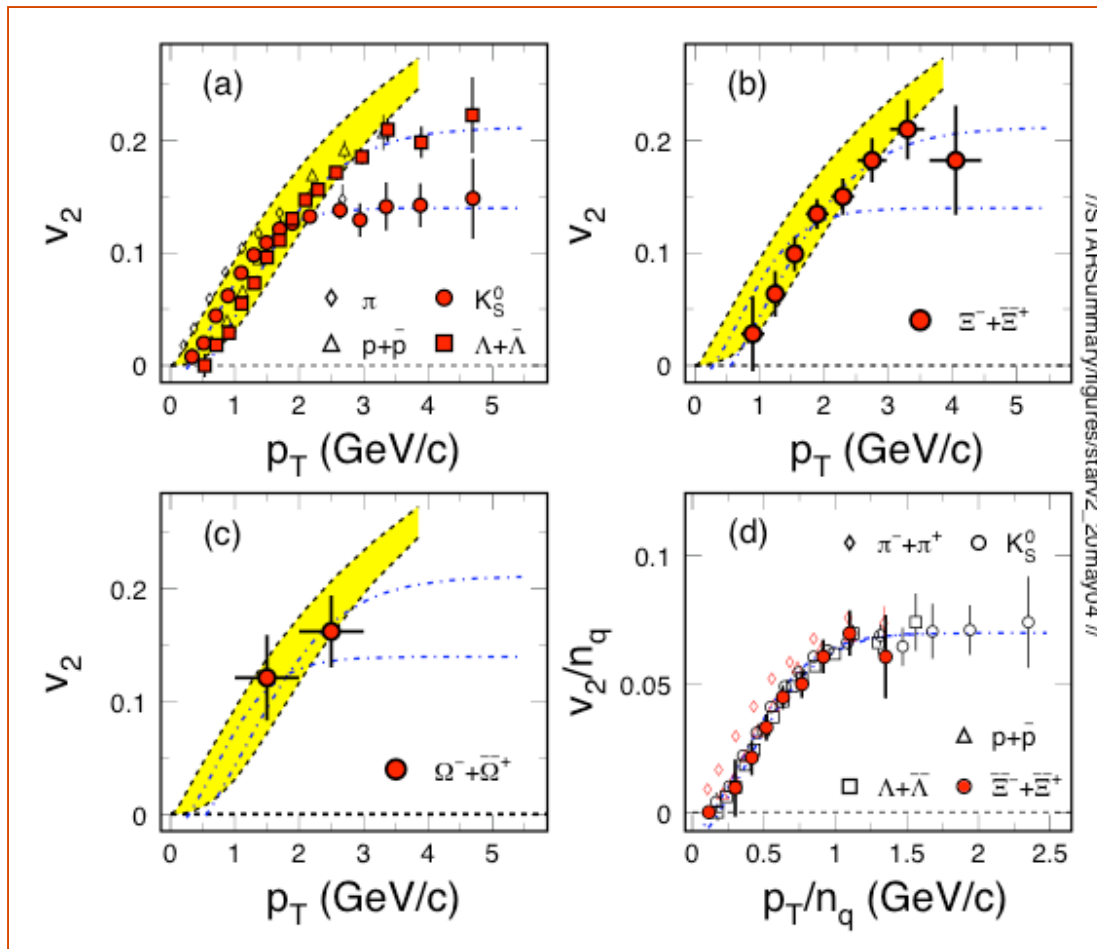 (a)
0.2
0.1
0
v2
0 1 2 3 4 5
pT (GeV/c)
π
K0S
p+p̄
Λ+Λ̄
(b)
0.2
0.1
0
v2
0 1 2 3 4 5
pT (GeV/c)
Ξ−+Ξ̄+
(c)
0.2
0.1
0
v2
0 1 2 3 4 5
pT (GeV/c)
Ω−+Ω̄+
(d)
π−+π+
K0S
0.1
0.05
0
v2/nq
p+p̄
Λ+Λ̄
Ξ−+Ξ̄+
0 0.5 1 1.5 2 2.5
pT/nq (GeV/c)
//STARsummary/figures/starv2_20may04 //